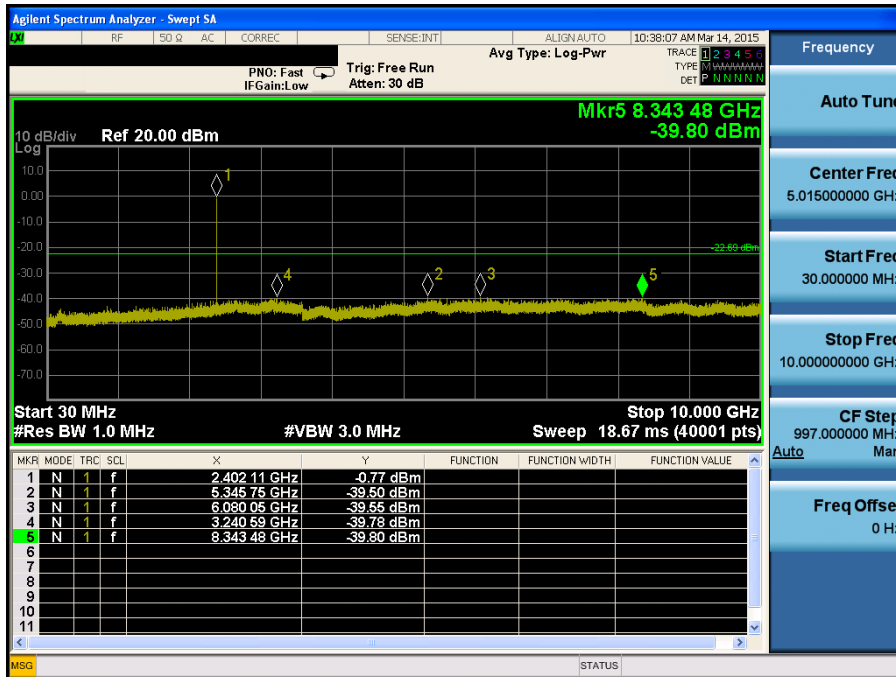 Agilent Spectrum Analyzer - Swept SA
LXI RF 50 Ω AC CORREC SENSE:INT ALIGN AUTO 10:38:07 AM Mar 14, 2015
Avg Type: Log-Pwr
PNO: Fast
IFGain:Low
Trig: Free Run
Atten: 30 dB
TRACE 1 2 3 4 5 6
TYPE M WWWWW
DET P N N N N N
Mkr5 8.343 48 GHz
-39.80 dBm
10 dB/div Ref 20.00 dBm
Log
10.0
0.00
-10.0
-20.0
-30.0
-40.0
-50.0
-60.0
-70.0
1
4
2
3
5
-22.69 dBm
Start 30 MHz
#Res BW 1.0 MHz
#VBW 3.0 MHz
Stop 10.000 GHz
Sweep 18.67 ms (40001 pts)
MKR MODE TRC SCL X Y FUNCTION FUNCTION WIDTH FUNCTION VALUE
1 N 1 f 2.402 11 GHz -0.77 dBm
2 N 1 f 5.345 75 GHz -39.50 dBm
3 N 1 f 6.080 05 GHz -39.55 dBm
4 N 1 f 3.240 59 GHz -39.78 dBm
5 N 1 f 8.343 48 GHz -39.80 dBm
6
7
8
9
10
11
MSG
STATUS
Frequency
Auto Tune
Center Freq
5.015000000 GHz
Start Freq
30.000000 MHz
Stop Freq
10.000000000 GHz
CF Step
997.000000 MHz
Auto Man
Freq Offset
0 Hz